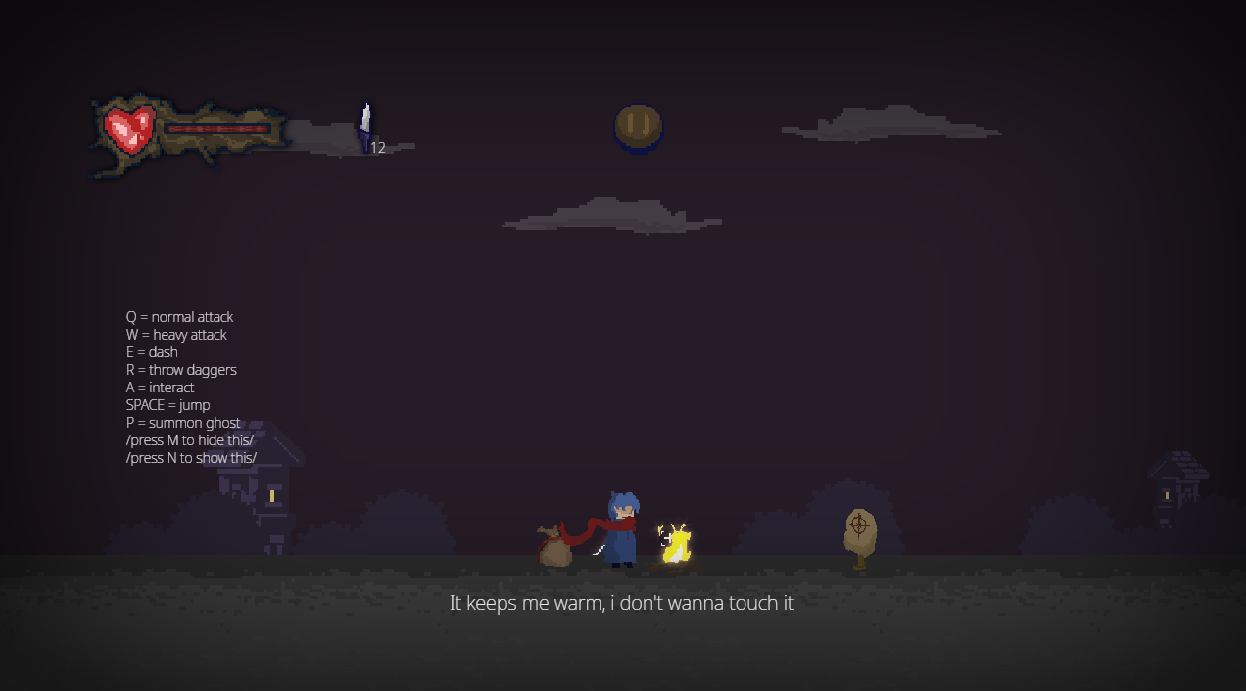 12
Q = normal attack
W = heavy attack
E = dash
R = throw daggers
A = interact
SPACE = jump
P = summon ghost
/press M to hide this/
/press N to show this/
It keeps me warm, i don't wanna touch it